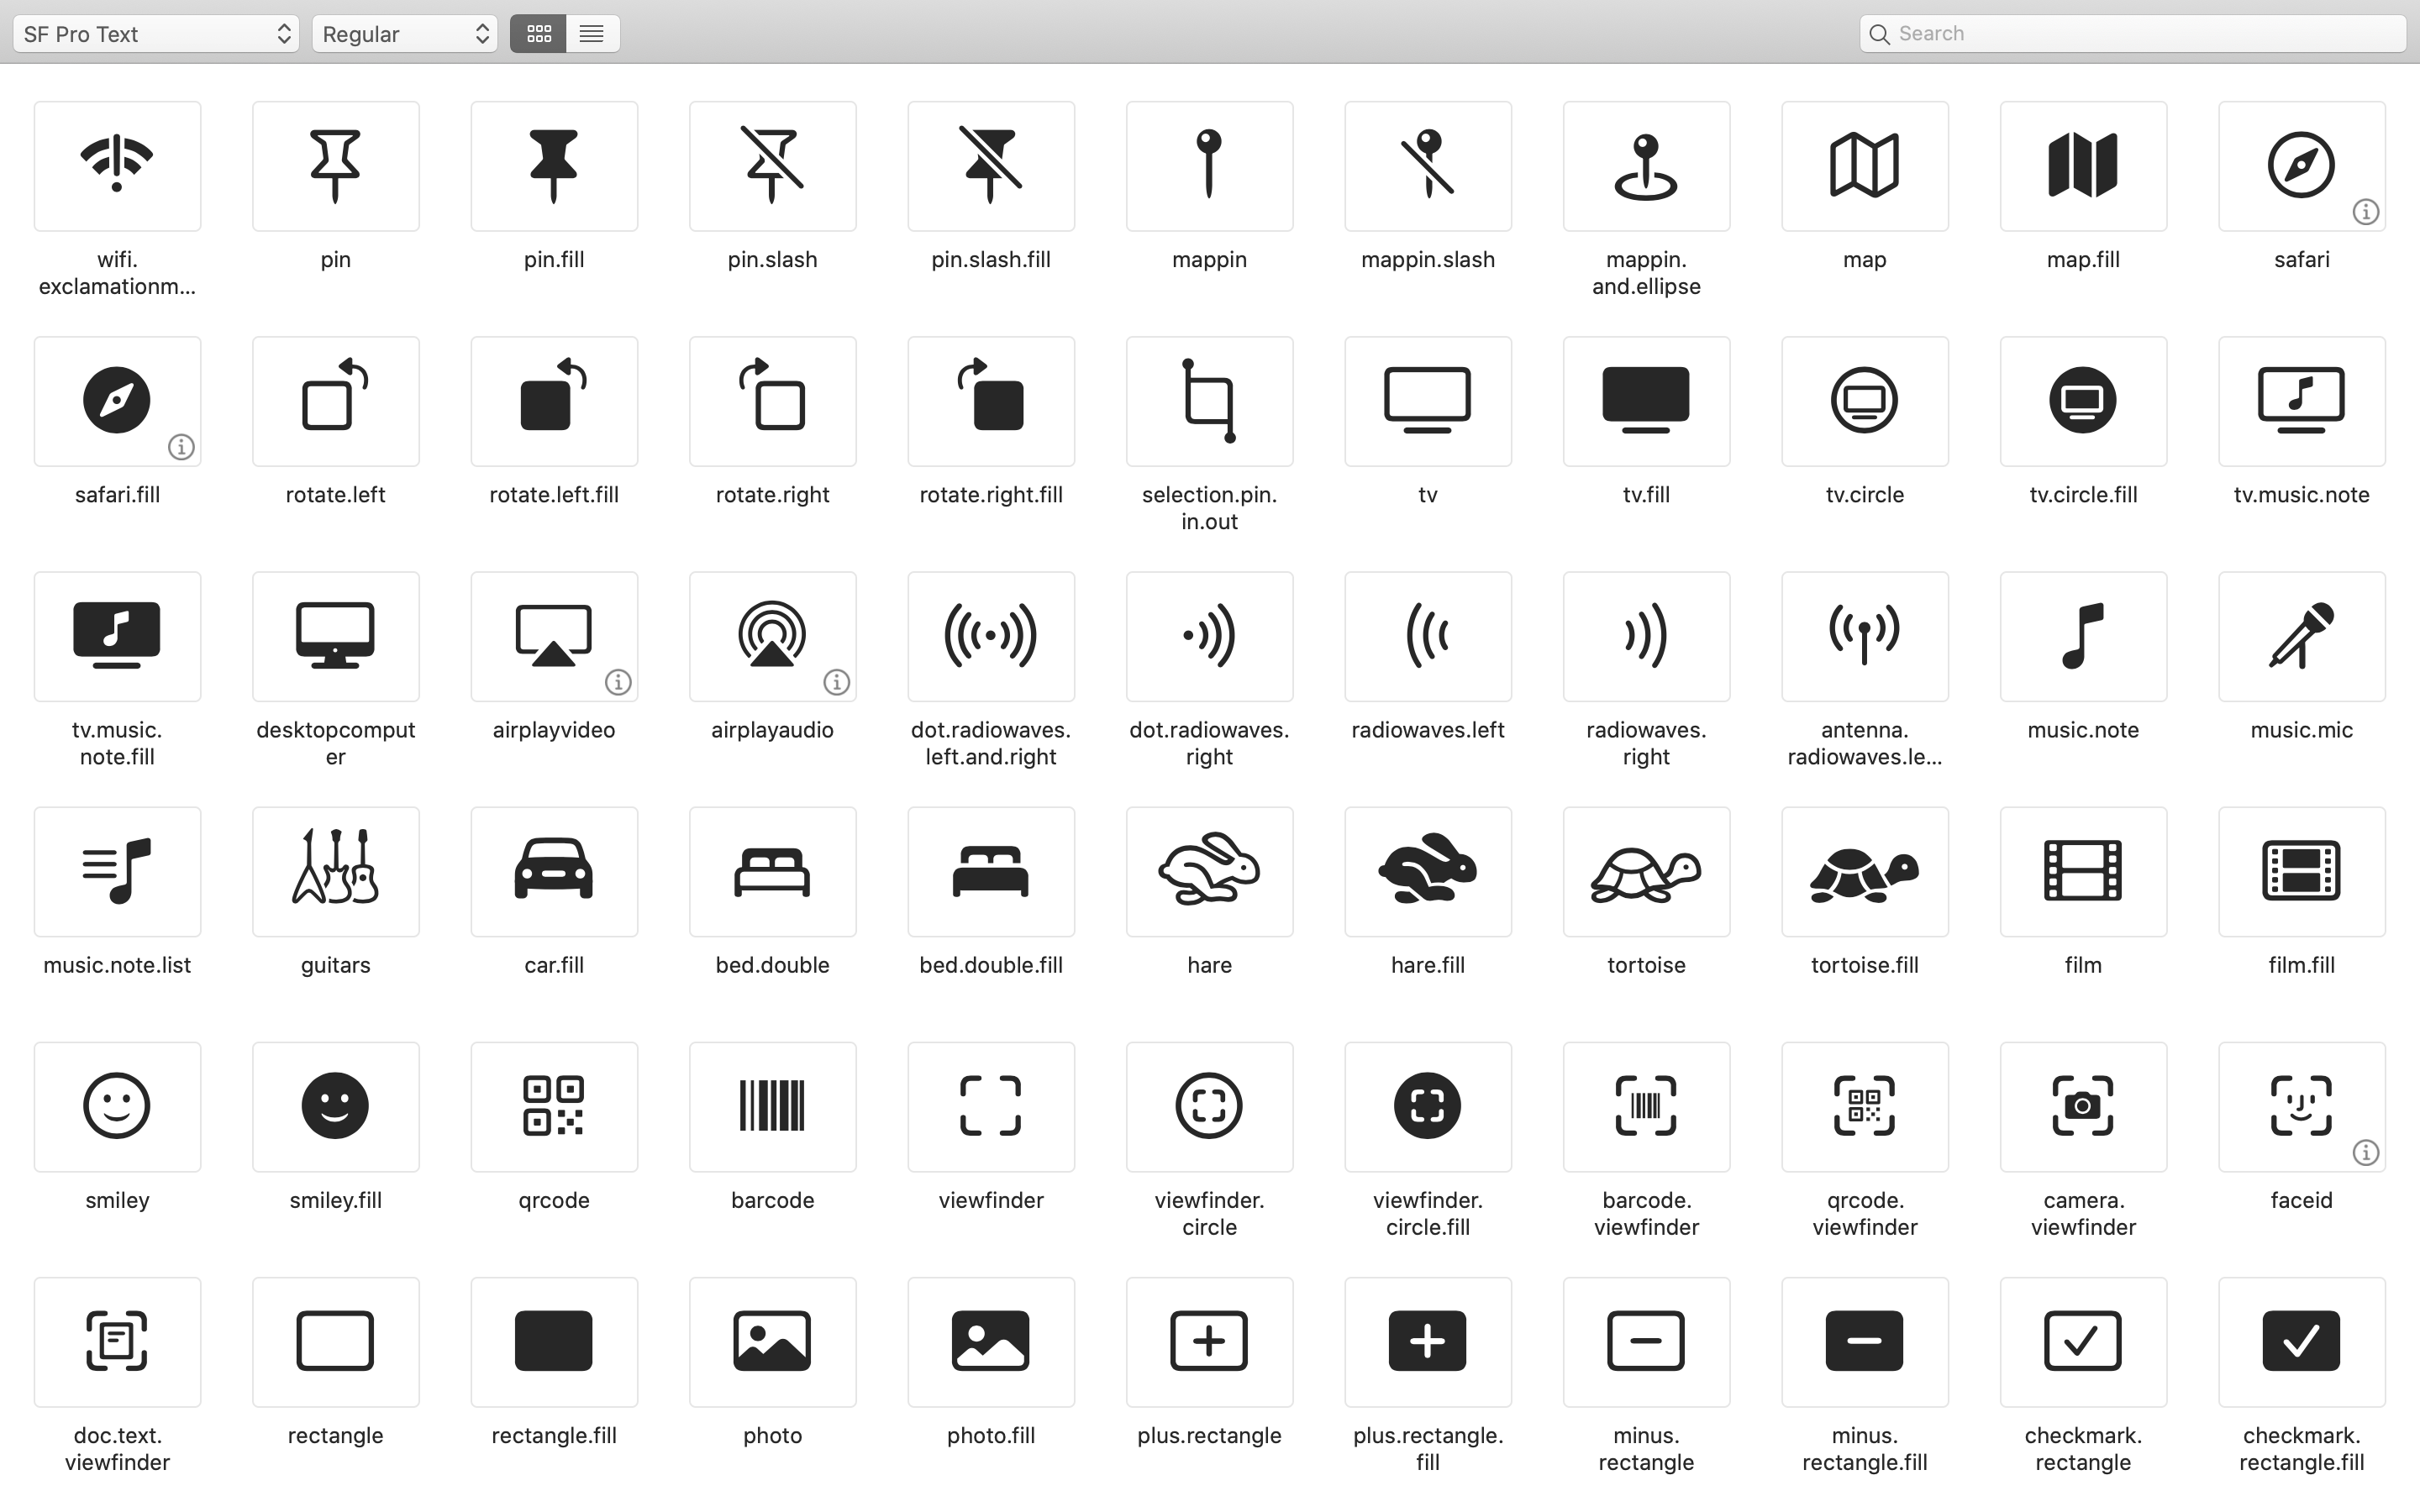 SF Pro Text
Regular
Search
wifi.
exclamationm...
pin
pin.fill
pin.slash
pin.slash.fill
mappin
mappin.slash
mappin.
and.ellipse
map
map.fill
safari
safari.fill
rotate.left
rotate.left.fill
rotate.right
rotate.right.fill
selection.pin.
in.out
tv
tv.fill
tv.circle
tv.circle.fill
tv.music.note
tv.music.
note.fill
desktopcomput
er
airplayvideo
airplayaudio
dot.radiowaves.
left.and.right
dot.radiowaves.
right
radiowaves.left
radiowaves.
right
antenna.
radiowaves.le...
music.note
music.mic
music.note.list
guitars
car.fill
bed.double
bed.double.fill
hare
hare.fill
tortoise
tortoise.fill
film
film.fill
smiley
smiley.fill
qrcode
barcode
viewfinder
viewfinder.
circle
viewfinder.
circle.fill
barcode.
viewfinder
qrcode.
viewfinder
camera.
viewfinder
faceid
doc.text.
viewfinder
rectangle
rectangle.fill
photo
photo.fill
plus.rectangle
plus.rectangle.
fill
minus.
rectangle
minus.
rectangle.fill
checkmark.
rectangle
checkmark.
rectangle.fill